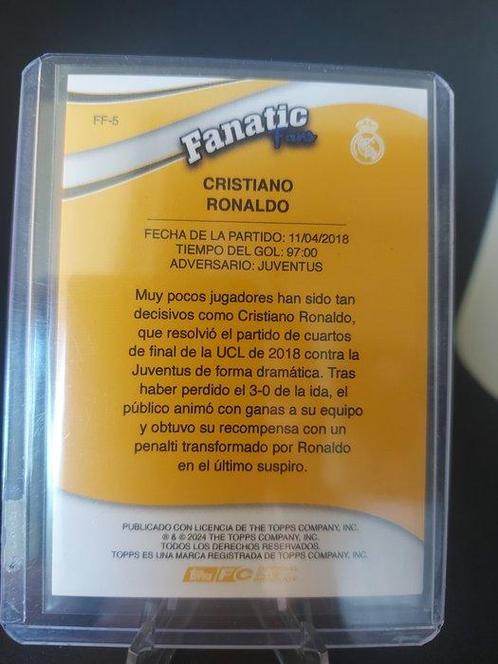 FF-5
Fanatic
Fans
CRISTIANO
RONALDO
FECHA DE LA PARTIDO: 11/04/2018
TIEMPO DEL GOL: 97:00
ADVERSARIO: JUVENTUS
Muy pocos jugadores han sido tan
decisivos como Cristiano Ronaldo,
que resolvió el partido de cuartos
de final de la UCL de 2018 contra la
Juventus de forma dramática. Tras
haber perdido el 3-0 de la ida, el
público animó con ganas a su equipo
y obtuvo su recompensa con un
penalti transformado por Ronaldo
en el último suspiro.
PUBLICADO CON LICENCIA DE THE TOPPS COMPANY, INC.
® & © 2024 THE TOPPS COMPANY, INC.
TODOS LOS DERECHOS RESERVADOS.
TOPPS ES UNA MARCA REGISTRADA DE TOPPS COMPANY, INC.
Topps FC